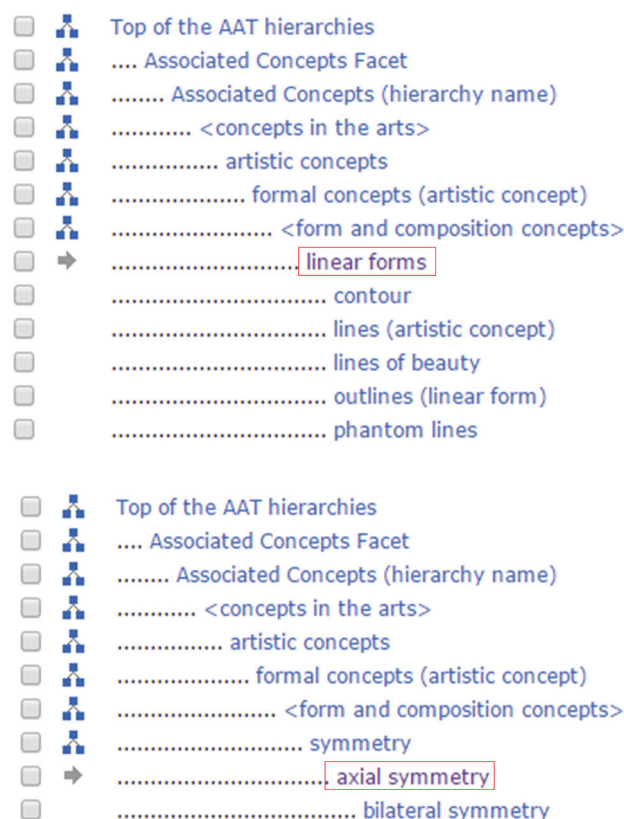 Top of the AAT hierarchies
.... Associated Concepts Facet
........ Associated Concepts (hierarchy name)
............ <concepts in the arts>
................ artistic concepts
.................... formal concepts (artistic concept)
........................ <form and composition concepts>
............................ linear forms
................................ contour
................................ lines (artistic concept)
................................ lines of beauty
................................ outlines (linear form)
................................ phantom lines
Top of the AAT hierarchies
.... Associated Concepts Facet
........ Associated Concepts (hierarchy name)
............ <concepts in the arts>
................ artistic concepts
.................... formal concepts (artistic concept)
........................ <form and composition concepts>
............................ symmetry
................................ axial symmetry
.................................... bilateral symmetry